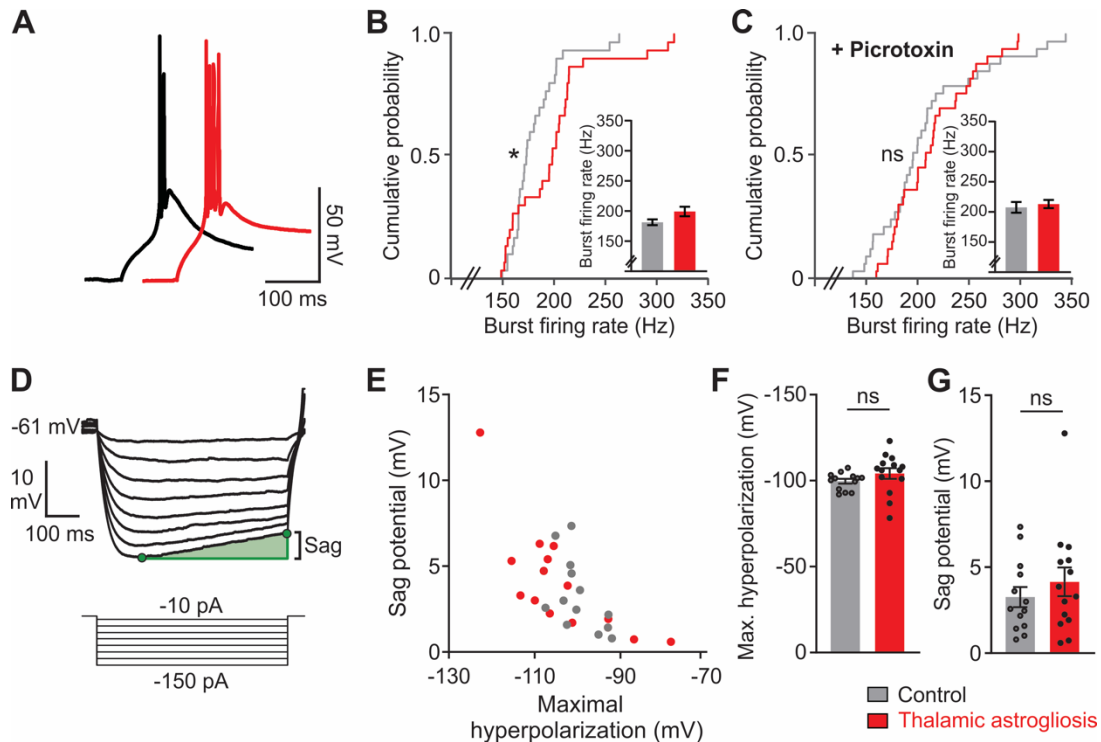 A
50 mV
100 ms
B
Cumulative probability
1.0
0.5
0
*
150 200 250 300 350
Burst firing rate (Hz)
Burst firing rate (Hz)
350
300
250
200
150
C
+ Picrotoxin
Cumulative probability
1.0
0.5
0
ns
150 200 250 300 350
Burst firing rate (Hz)
Burst firing rate (Hz)
350
300
250
200
150
D
-61 mV
10
mV
100 ms
Sag
-10 pA
-150 pA
E
Sag potential (mV)
15
10
5
0
-130 -110 -90 -70
Maximal
hyperpolarization (mV)
F
Max. hyperpolarization (mV)
-150
-100
-50
0
ns
G
Sag potential (mV)
15
10
5
0
ns
Control
Thalamic astrogliosis